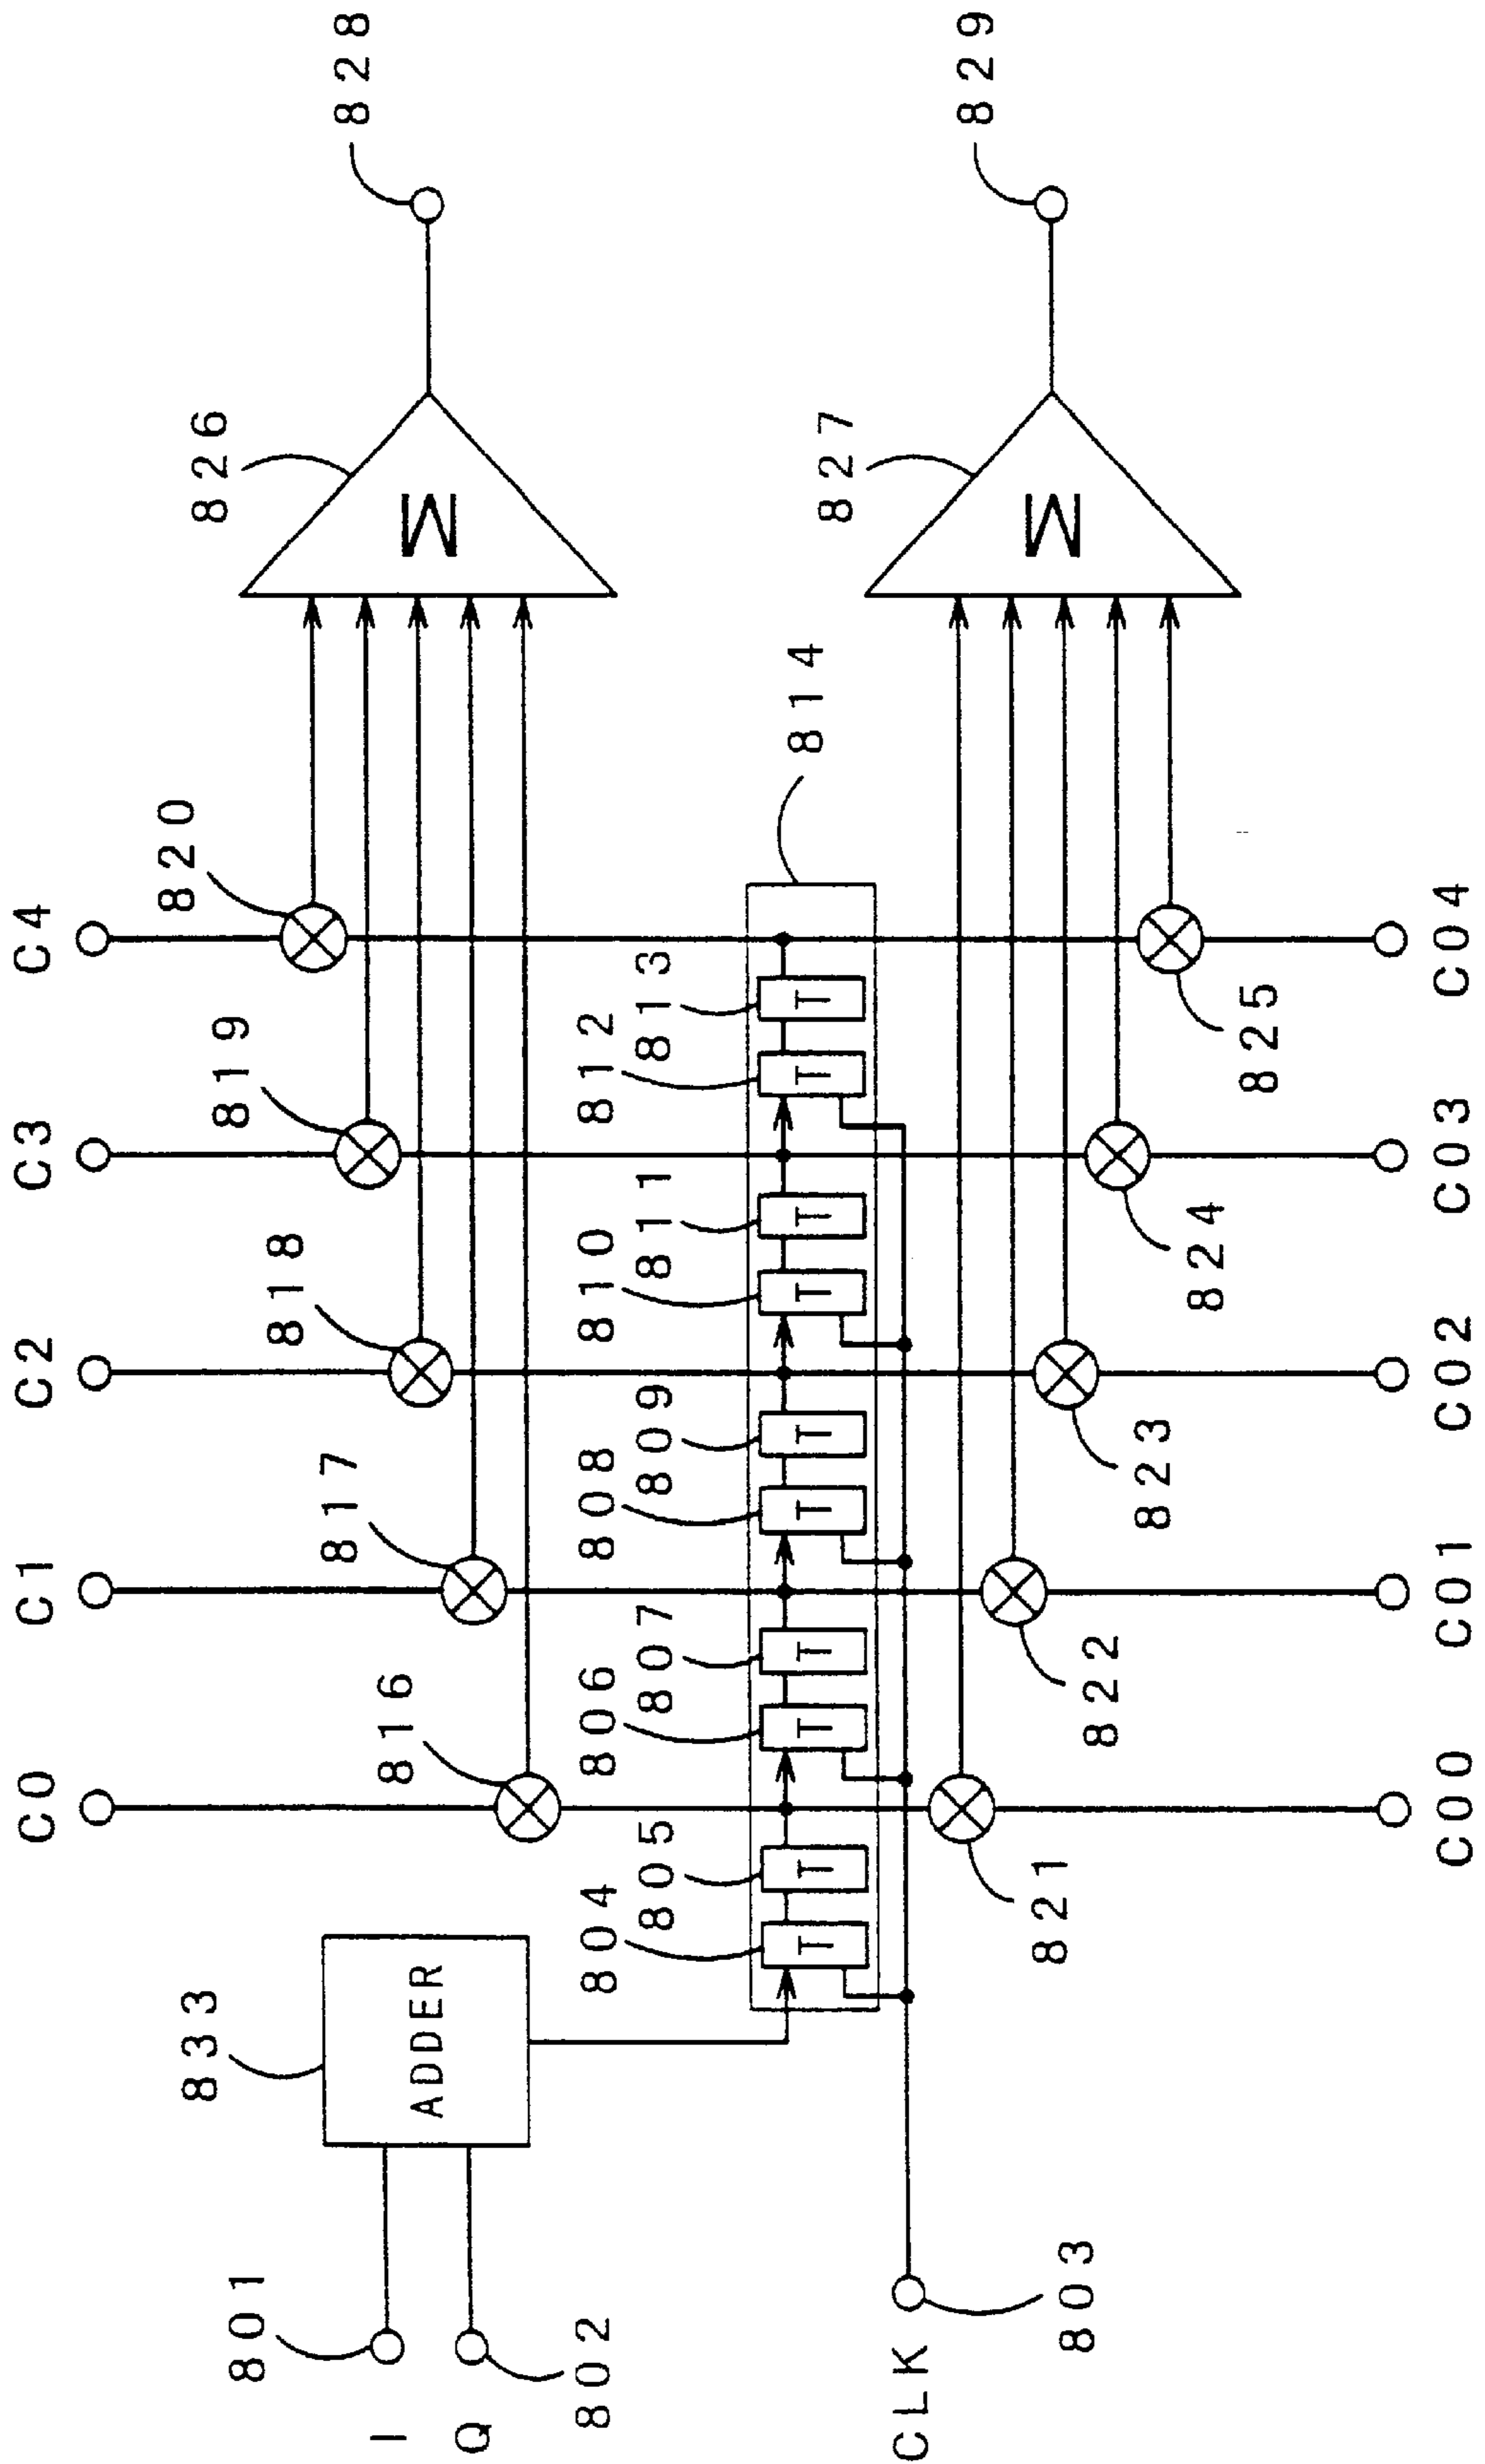 C0
C1
C2
C3
C4
833
816
817
818
819
820
826
828
801
I
Q
802
ADDER
804
805
806
807
808
809
810
811
812
813
814
T
T
T
T
T
T
T
T
T
T
Σ
Σ
827
829
CLK
803
821
822
823
824
825
C00
C01
C02
C03
C04